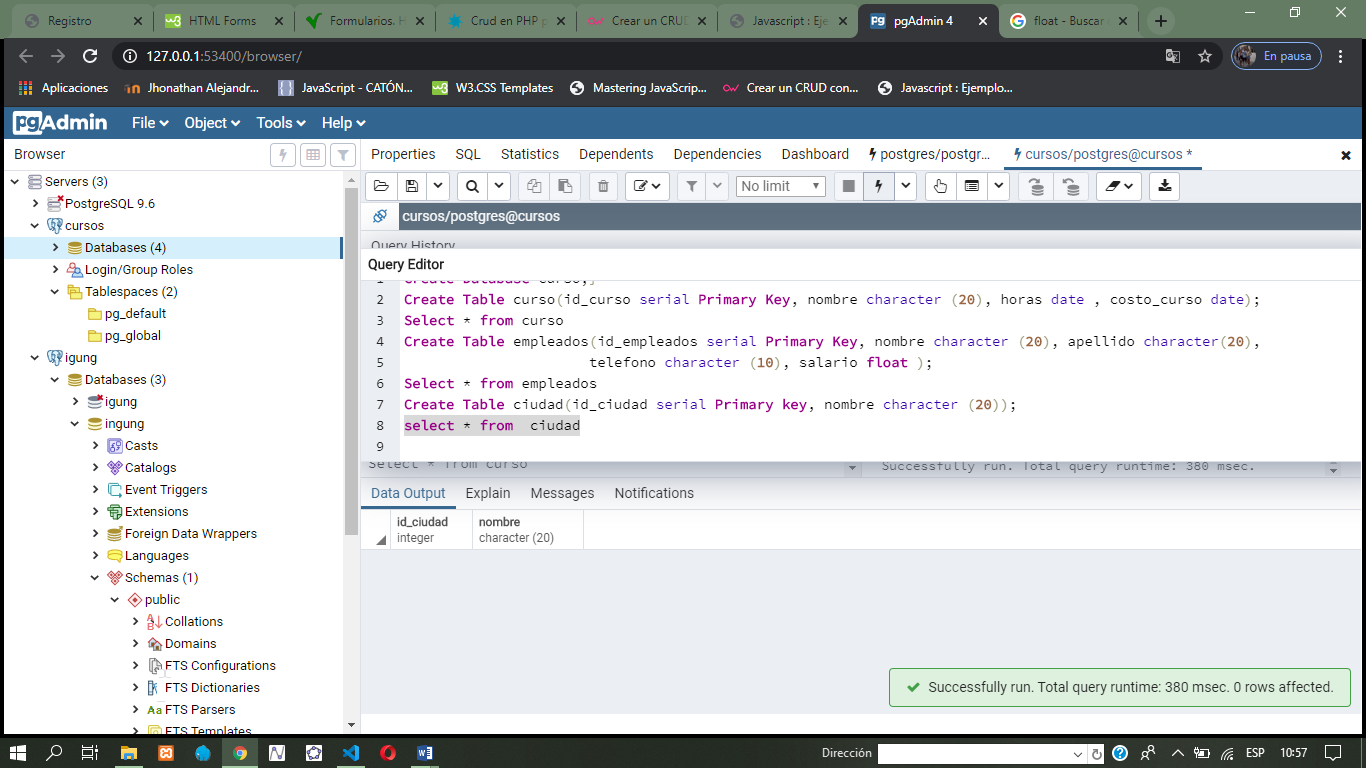 Registro
HTML Forms
Formularios. H
Crud en PHP p
Crear un CRUD
Javascript : Eje
pgAdmin 4
float - Buscar
127.0.0.1:53400/browser/
En pausa
Aplicaciones
Jhonathan Alejandr...
JavaScript - CATÓN...
W3.CSS Templates
Mastering JavaScrip...
Crear un CRUD con...
Javascript : Ejemplo...
pgAdmin
File
Object
Tools
Help
Browser
Properties
SQL
Statistics
Dependents
Dependencies
Dashboard
postgres/postgr...
cursos/postgres@cursos *
No limit
cursos/postgres@cursos
Query History
Query Editor
1 Create Database curso;
2 Create Table curso(id_curso serial Primary Key, nombre character (20), horas date , costo_curso date);
3 Select * from curso
4 Create Table empleados(id_empleados serial Primary Key, nombre character (20), apellido character(20),
5 telefono character (10), salario float );
6 Select * from empleados
7 Create Table ciudad(id_ciudad serial Primary key, nombre character (20));
8 select * from  ciudad
9
Select * from curso
Successfully run. Total query runtime: 380 msec.
Data Output
Explain
Messages
Notifications
id_ciudad
integer
nombre
character (20)
Successfully run. Total query runtime: 380 msec. 0 rows affected.
Servers (3)
PostgreSQL 9.6
cursos
Databases (4)
Login/Group Roles
Tablespaces (2)
pg_default
pg_global
igung
Databases (3)
igung
ingung
Casts
Catalogs
Event Triggers
Extensions
Foreign Data Wrappers
Languages
Schemas (1)
public
Collations
Domains
FTS Configurations
FTS Dictionaries
FTS Parsers
FTS Templates
Dirección
ESP
10:57